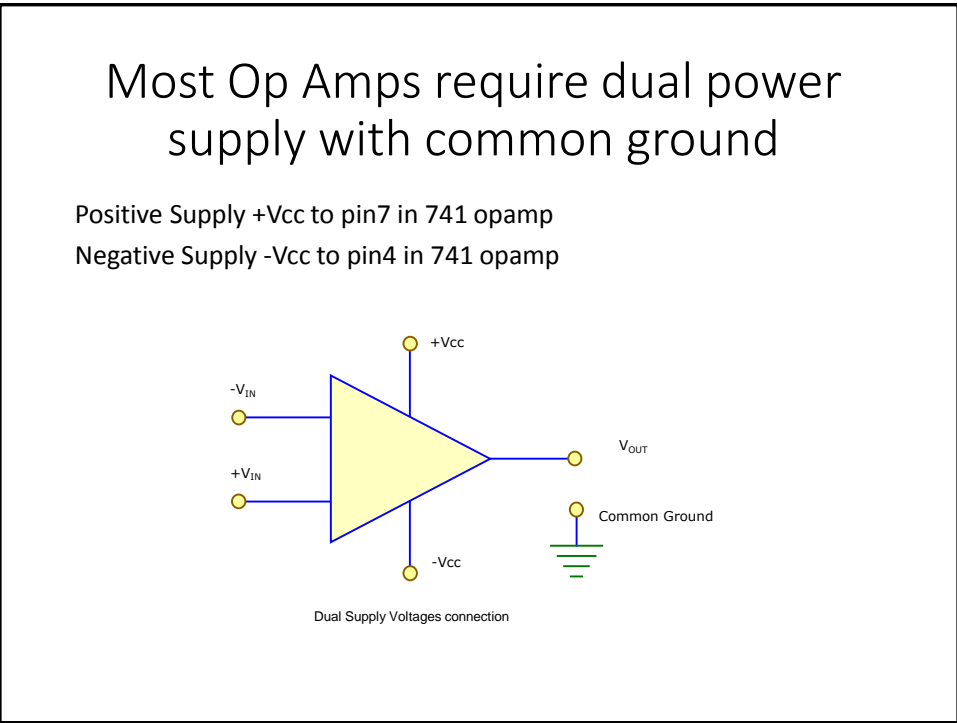 Most Op Amps require dual power
supply with common ground
Positive Supply +Vcc to pin7 in 741 opamp
Negative Supply -Vcc to pin4 in 741 opamp
+Vcc
-VIN
VOUT
+VIN
Common Ground
-Vcc
Dual Supply Voltages connection